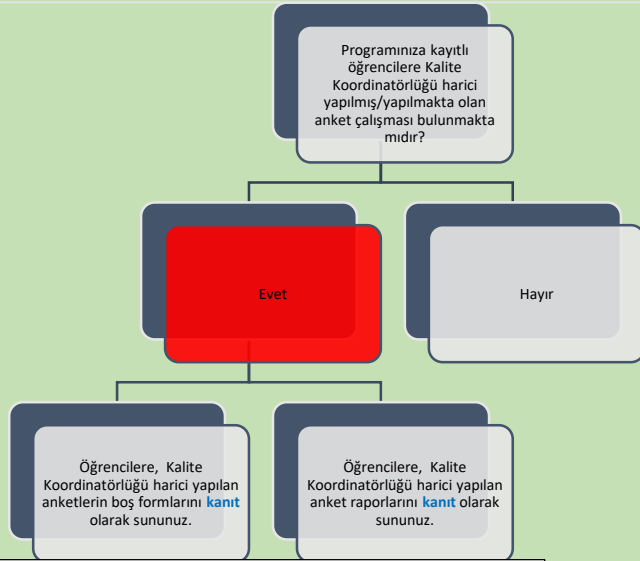 Programınıza kayıtlı
öğrencilere Kalite
Koordinatörlüğü harici
yapılmış/yapılmakta olan
anket çalışması bulunmakta
mıdır?
Evet
Hayır
Öğrencilere, Kalite
Koordinatörlüğü harici yapılan
anketlerin boş formlarını kanıt
olarak sununuz.
Öğrencilere, Kalite
Koordinatörlüğü harici yapılan
anket raporlarını kanıt olarak
sununuz.